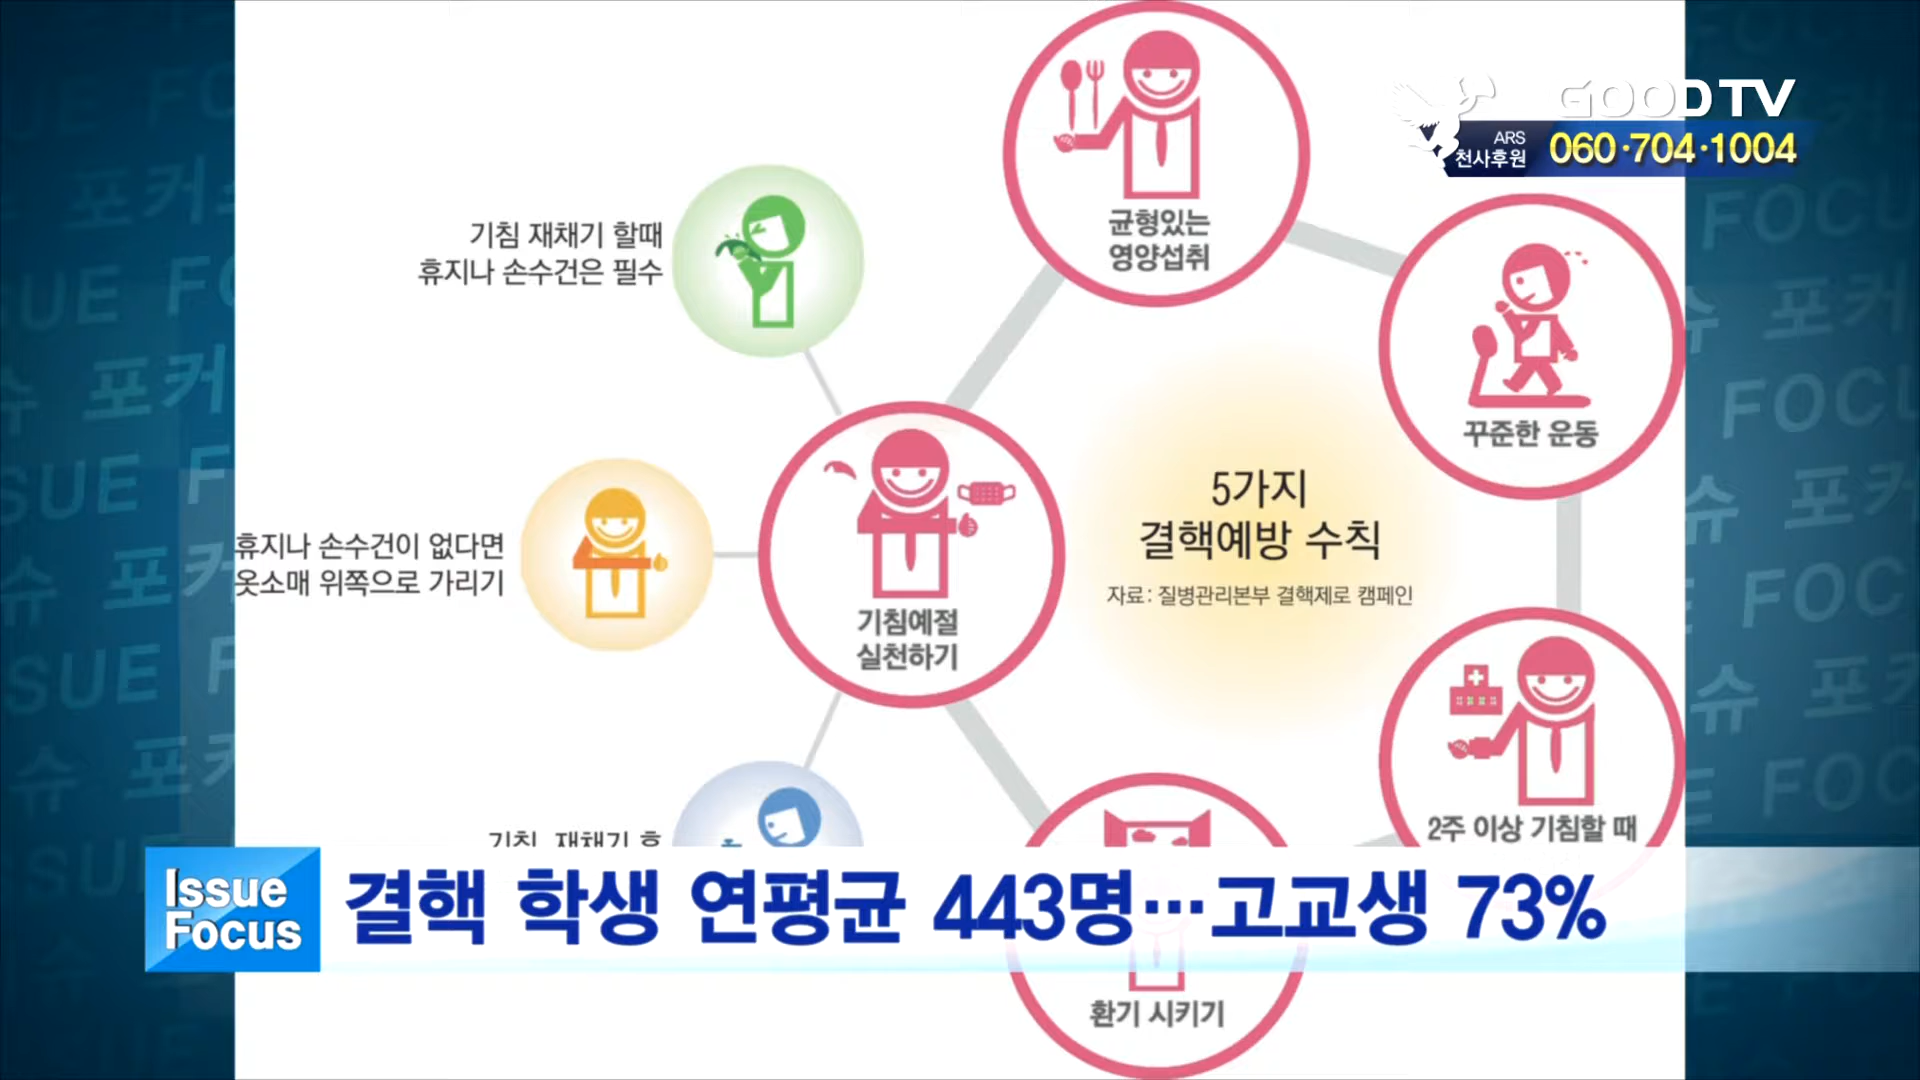 GOODTV
ARS
천사후원 060·704·1004
균형있는
영양섭취
기침 재채기 할때
휴지나 손수건은 필수
꾸준한 운동
5가지
결핵예방 수칙
자료 : 질병관리본부 결핵제로 캠페인
휴지나 손수건이 없다면
옷소매 위쪽으로 가리기
기침예절
실천하기
2주 이상 기침할 때
기침, 재채기 후
Issue
Focus
결핵 학생 연평균 443명…고교생 73%
환기 시키기